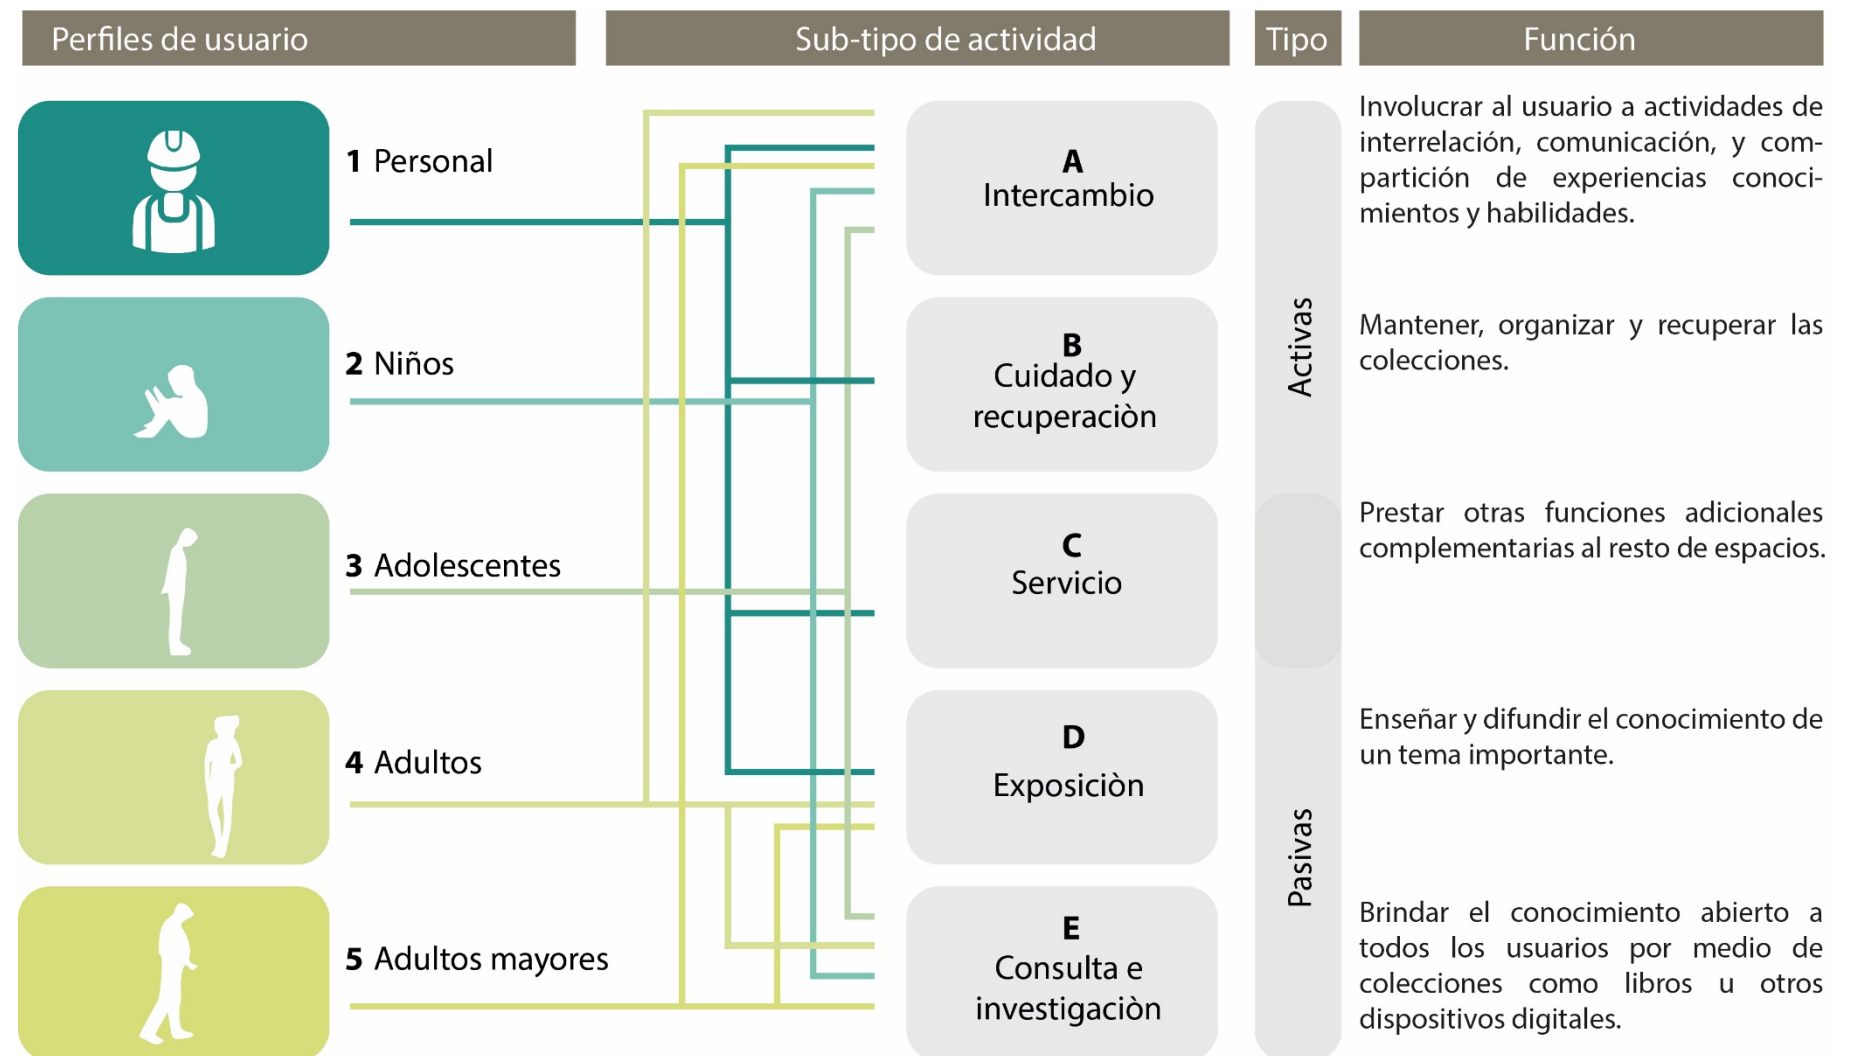 Perfiles de usuario
Sub-tipo de actividad
Tipo
Función
1 Personal
2 Niños
3 Adolescentes
4 Adultos
5 Adultos mayores
A
Intercambio
B
Cuidado y
recuperaciòn
C
Servicio
D
Exposiciòn
E
Consulta e
investigaciòn
Activas
Pasivas
Involucrar al usuario a actividades de
interrelación, comunicación, y com-
partición de experiencias conoci-
mientos y habilidades.
Mantener, organizar y recuperar las
colecciones.
Prestar otras funciones adicionales
complementarias al resto de espacios.
Enseñar y difundir el conocimiento de
un tema importante.
Brindar el conocimiento abierto a
todos los usuarios por medio de
colecciones como libros u otros
dispositivos digitales.